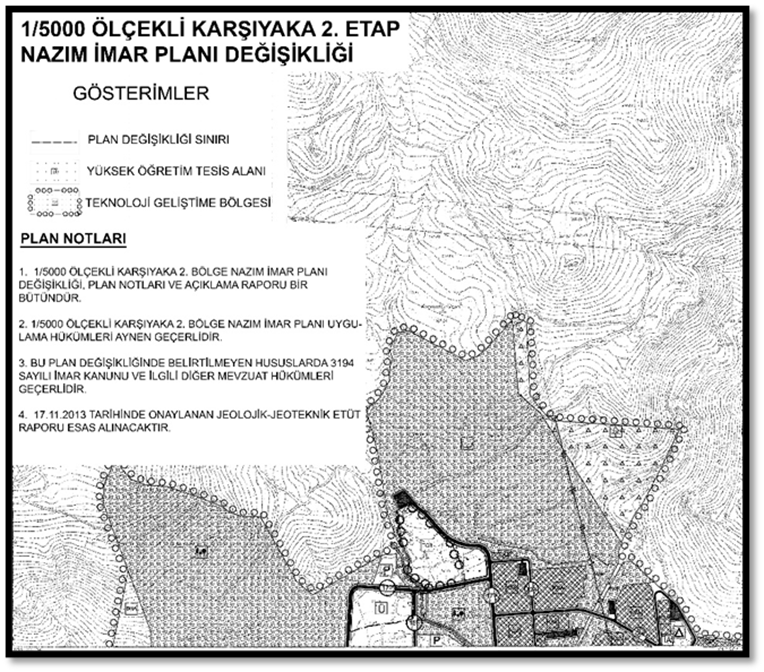 1/5000 ÖLÇEKLİ KARŞIYAKA 2. ETAP
NAZIM İMAR PLANI DEĞİŞİKLİĞİ
GÖSTERİMLER
PLAN DEĞİŞİKLİĞİ SINIRI
YÜKSEK ÖĞRETİM TESİS ALANI
TEKNOLOJİ GELİŞTİME BÖLGESİ
PLAN NOTLARI
1. 1/5000 ÖLÇEKLİ KARŞIYAKA 2. BÖLGE NAZIM İMAR PLANI
DEĞİŞİKLİĞİ, PLAN NOTLARI VE AÇIKLAMA RAPORU BİR
BÜTÜNDÜR.
2. 1/5000 ÖLÇEKLİ KARŞIYAKA 2. BÖLGE NAZIM İMAR PLANI UYGU-
LAMA HÜKÜMLERİ AYNEN GEÇERLİDİR.
3. BU PLAN DEĞİŞİKLİĞİNDE BELİRTİLMEYEN HUSUSLARDA 3194
SAYILI İMAR KANUNU VE İLGİLİ DİĞER MEVZUAT HÜKÜMLERİ
GEÇERLİDİR.
4. 17.11.2013 TARİHİNDE ONAYLANAN JEOLOJİK-JEOTEKNİK ETÜT
RAPORU ESAS ALINACAKTIR.
P
P